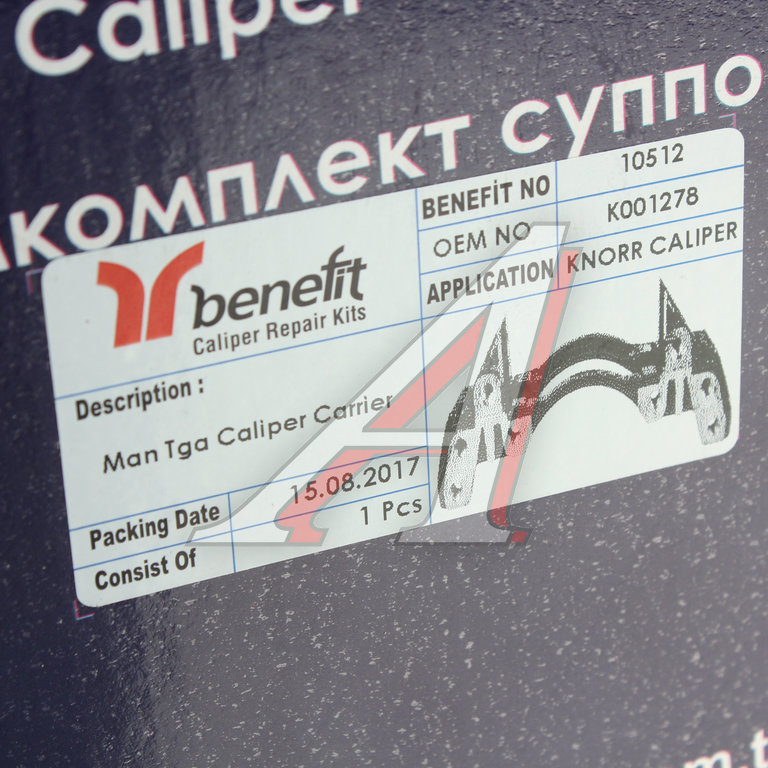 Caliper
комплект суппо
benefit
Caliper Repair Kits
BENEFİT NO 10512
OEM NO K001278
APPLICATION KNORR CALIPER
Description :
Man Tga Caliper Carrier
Packing Date 15.08.2017
Consist Of 1 Pcs
m.t